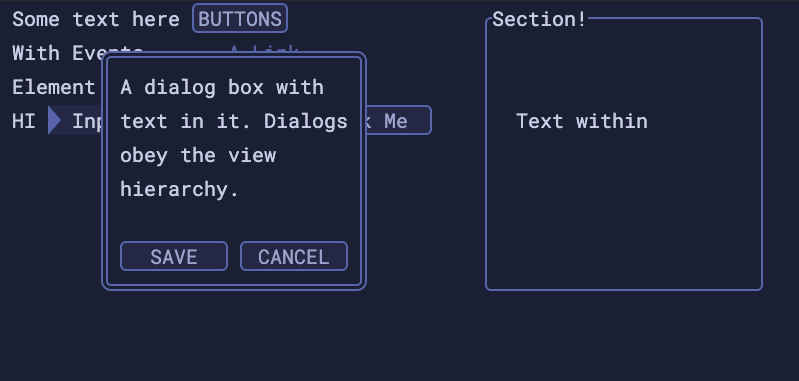 Some text here BUTTONS
Section!
With Events A Link
Element
HI Inp k Me
A dialog box with
text in it. Dialogs
obey the view
hierarchy.
SAVE CANCEL
Text within